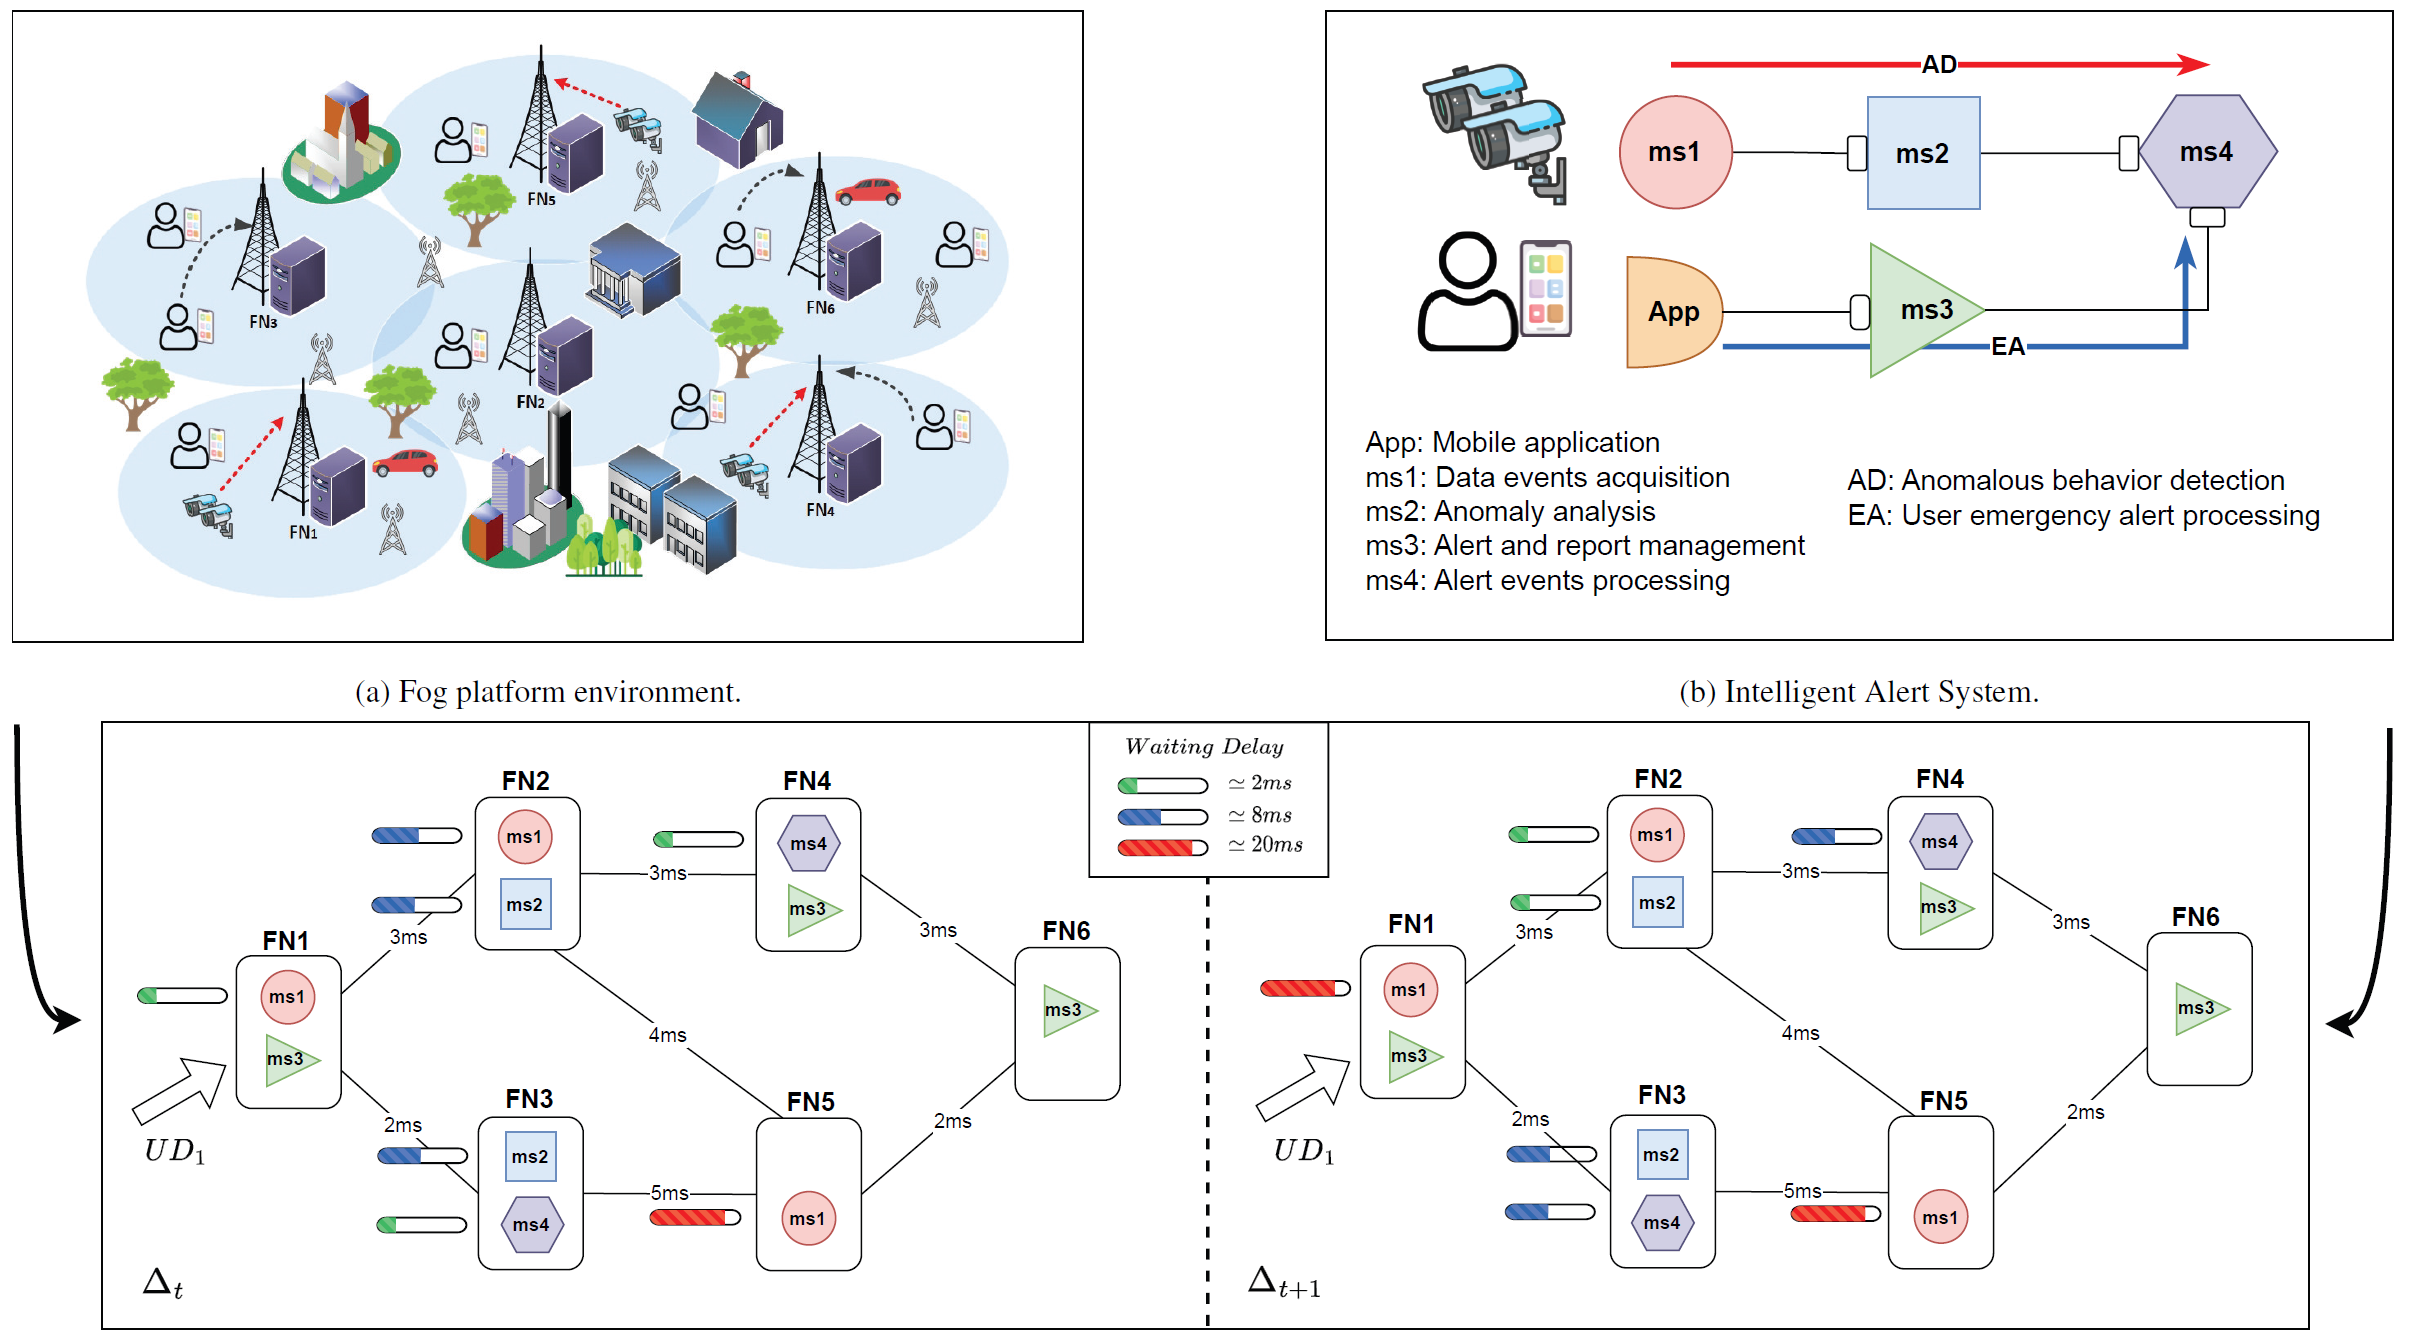 FN5
FN3
FN6
FN2
FN1
FN4
AD
ms1
ms2
ms4
App
ms3
EA
App: Mobile application
ms1: Data events acquisition
ms2: Anomaly analysis
ms3: Alert and report management
ms4: Alert events processing
AD: Anomalous behavior detection
EA: User emergency alert processing
(a) Fog platform environment.
(b) Intelligent Alert System.
Waiting Delay
≃ 2ms
≃ 8ms
≃ 20ms
FN2
ms1
ms2
FN4
ms4
ms3
3ms
3ms
3ms
FN1
ms1
ms3
FN6
ms3
4ms
UD₁
2ms
FN3
ms2
ms4
5ms
FN5
ms1
2ms
Δₜ
FN2
ms1
ms2
FN4
ms4
ms3
3ms
3ms
3ms
FN1
ms1
ms3
FN6
ms3
4ms
UD₁
2ms
FN3
ms2
ms4
5ms
FN5
ms1
2ms
Δₜ₊₁